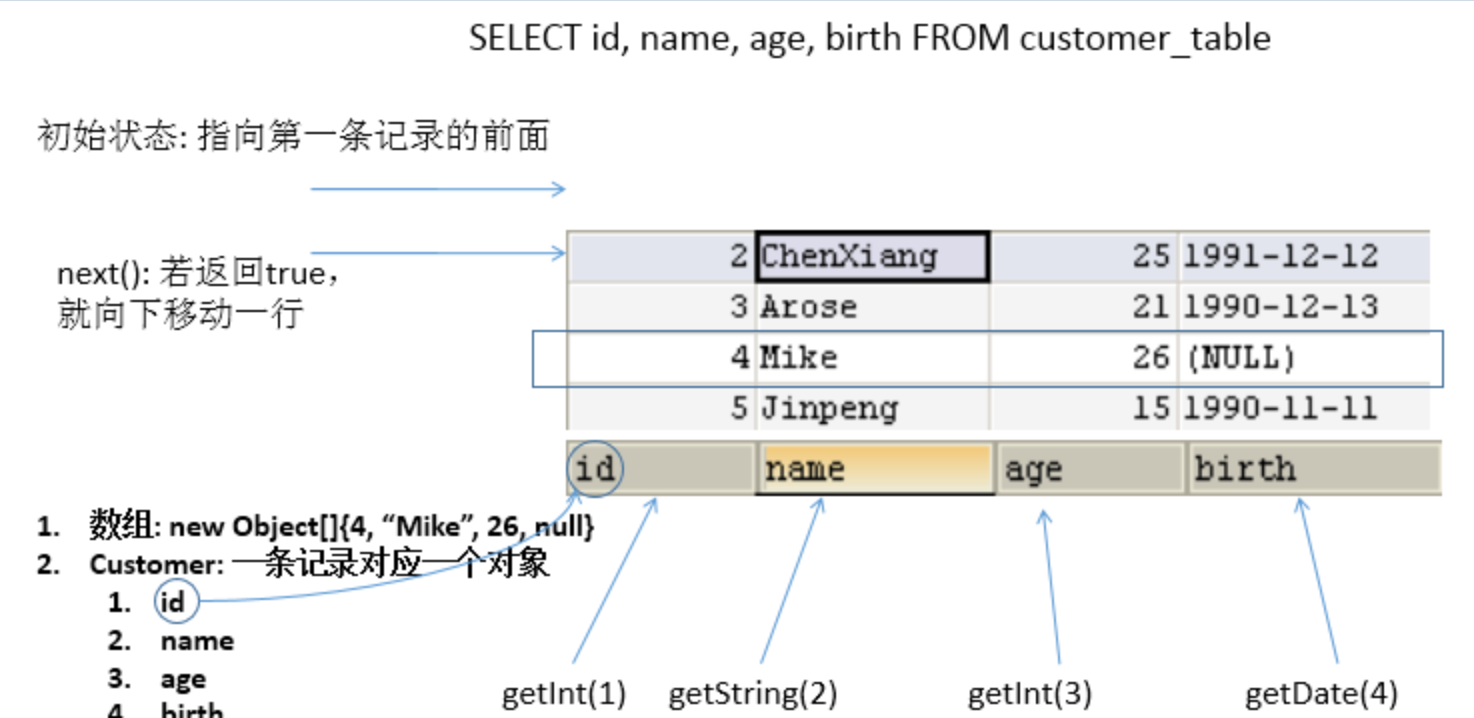 SELECT id, name, age, birth FROM customer_table
初始状态: 指向第一条记录的前面
next(): 若返回true，
就向下移动一行
2 ChenXiang 25 1991-12-12
3 Arose 21 1990-12-13
4 Mike 26 (NULL)
5 Jinpeng 15 1990-11-11
id name age birth
1. 数组: new Object[]{4, “Mike”, 26, null}
2. Customer: 一条记录对应一个对象
1. id
2. name
3. age
4. birth
getInt(1) getString(2) getInt(3) getDate(4)